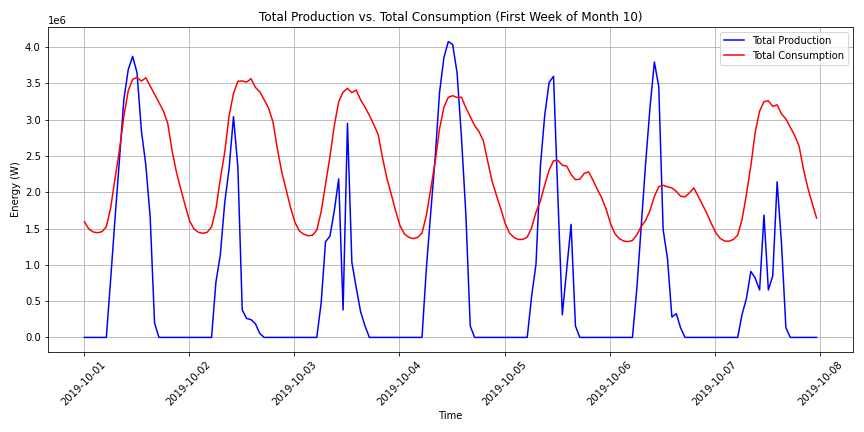 Total Production vs. Total Consumption (First Week of Month 10)
1e6
Total Production
Total Consumption
4.0
3.5
3.0
2.5
2.0
1.5
1.0
0.5
0.0
Energy (W)
2019-10-01
2019-10-02
2019-10-03
2019-10-04
2019-10-05
2019-10-06
2019-10-07
2019-10-08
Time